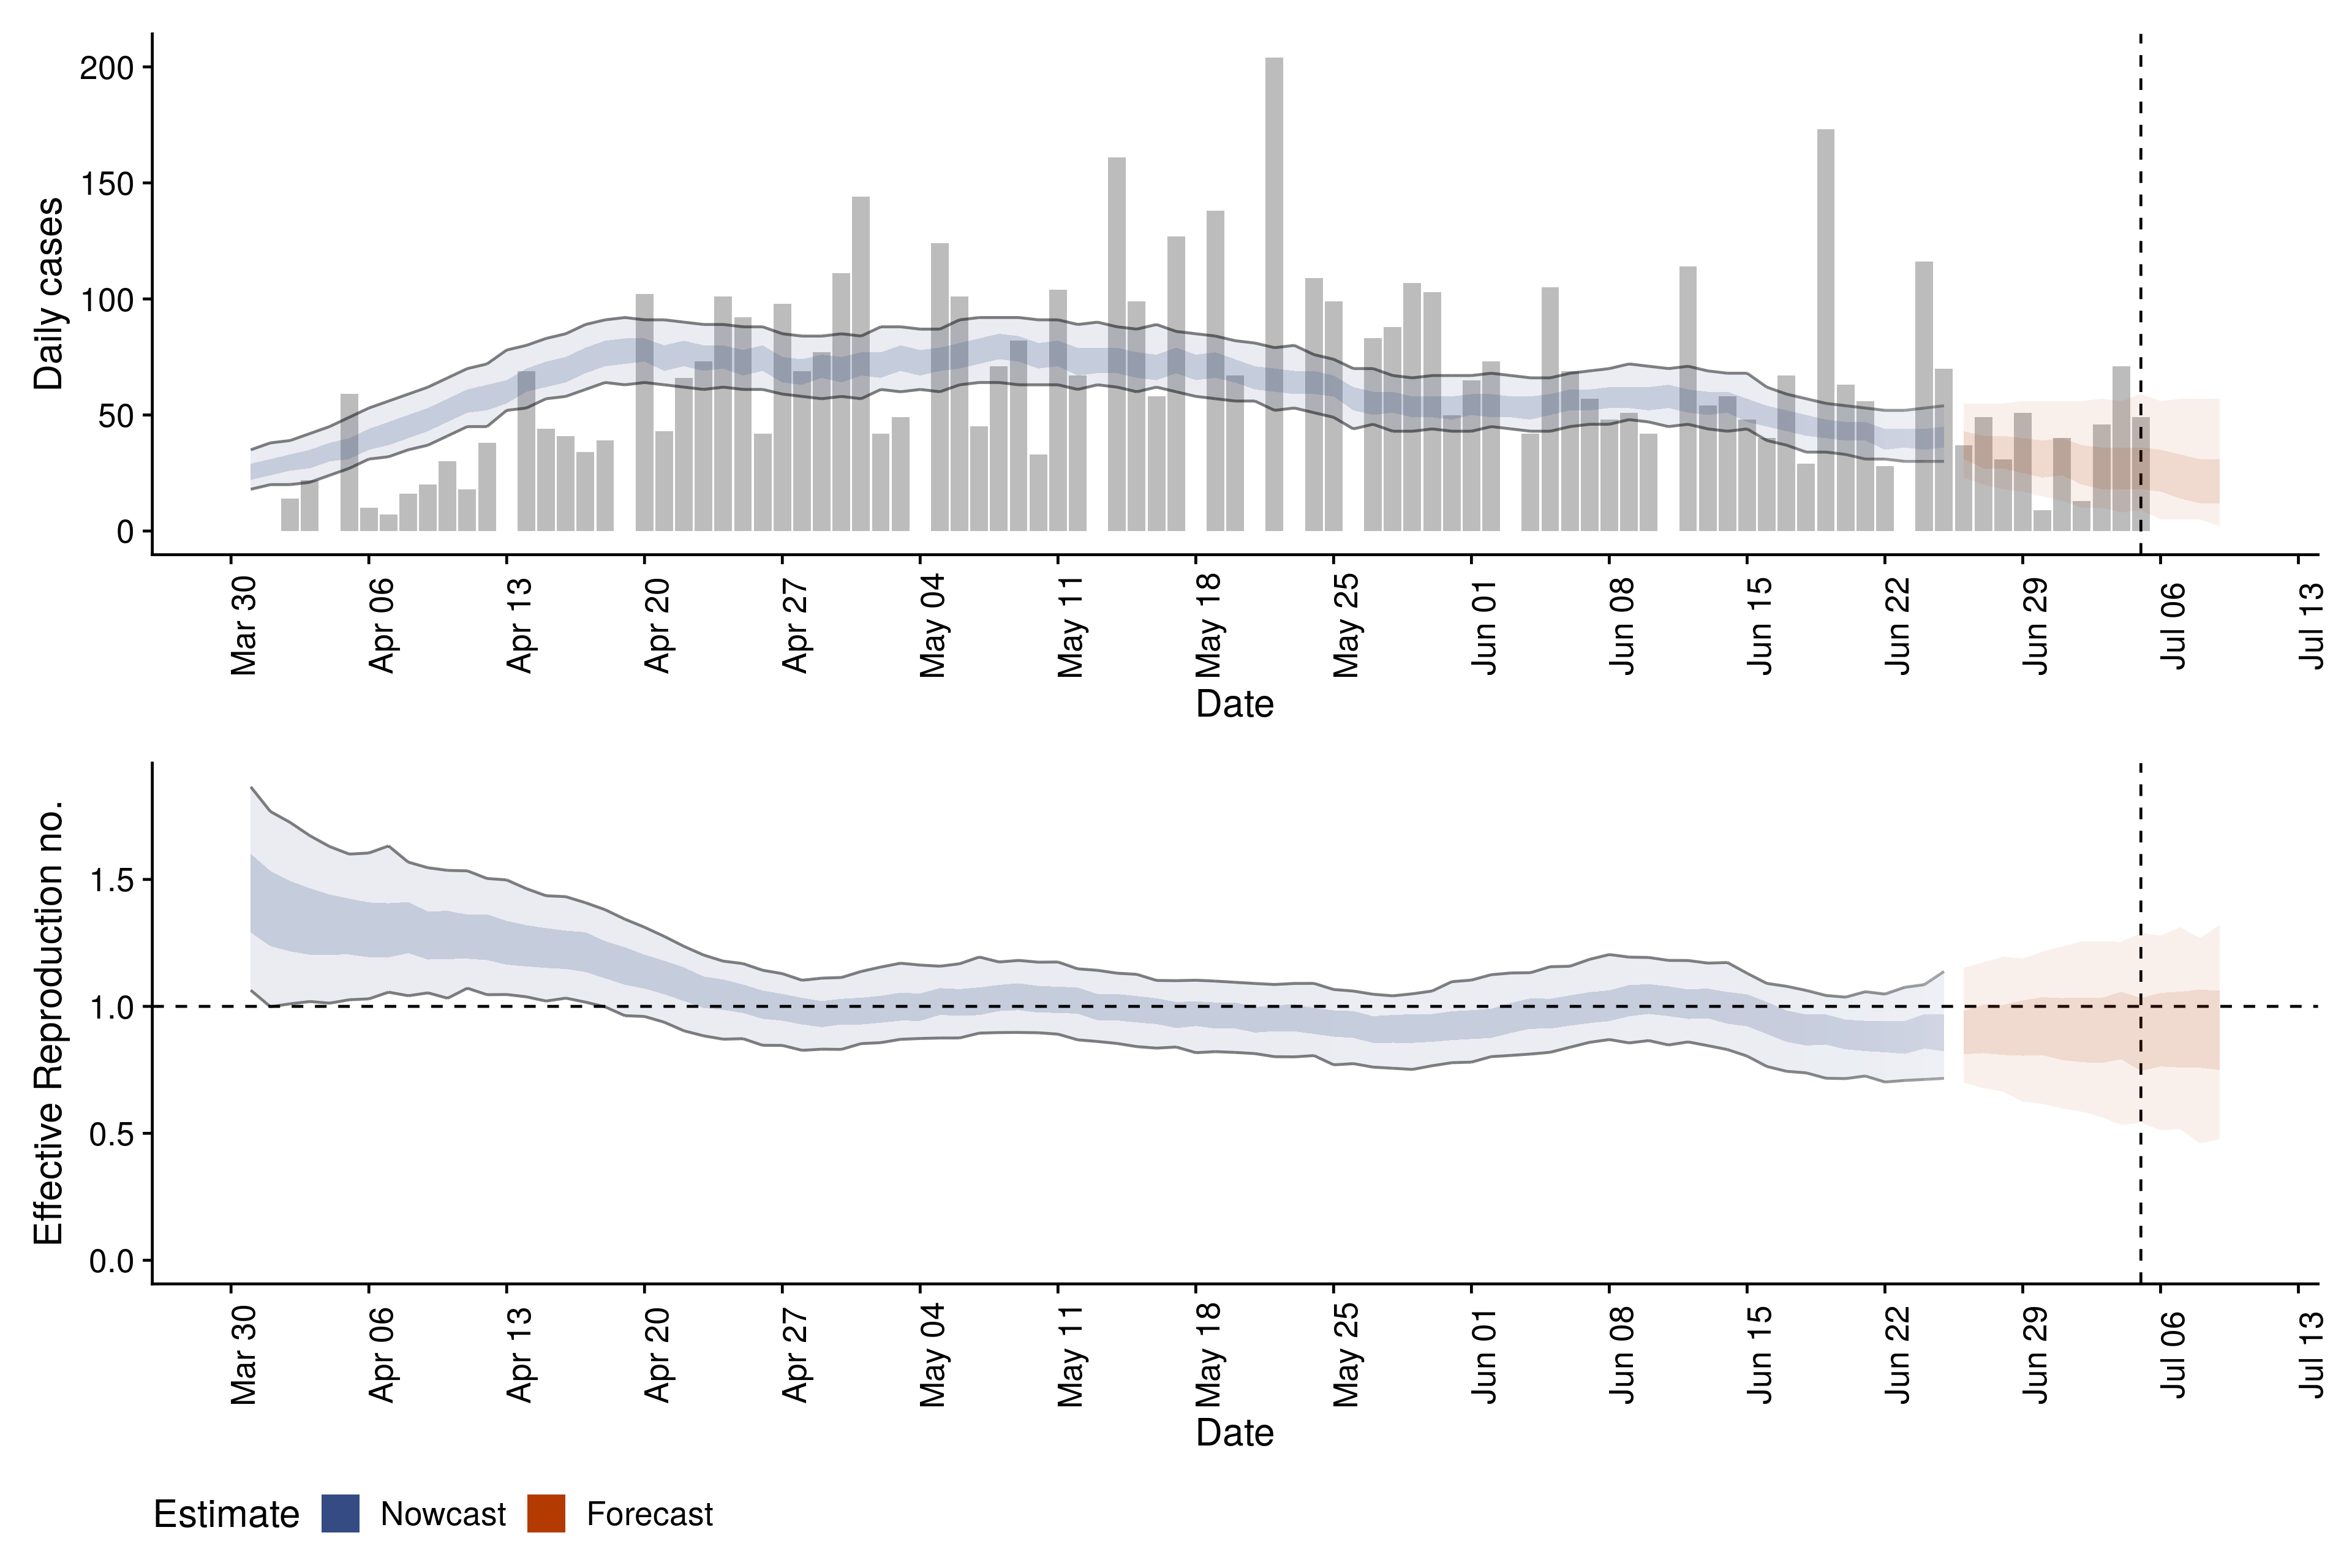 Daily cases
200
150
100
50
0
Mar 30
Apr 06
Apr 13
Apr 20
Apr 27
May 04
May 11
May 18
May 25
Jun 01
Jun 08
Jun 15
Jun 22
Jun 29
Jul 06
Jul 13
Date
Effective Reproduction no.
1.5
1.0
0.5
0.0
Mar 30
Apr 06
Apr 13
Apr 20
Apr 27
May 04
May 11
May 18
May 25
Jun 01
Jun 08
Jun 15
Jun 22
Jun 29
Jul 06
Jul 13
Date
Estimate Nowcast Forecast